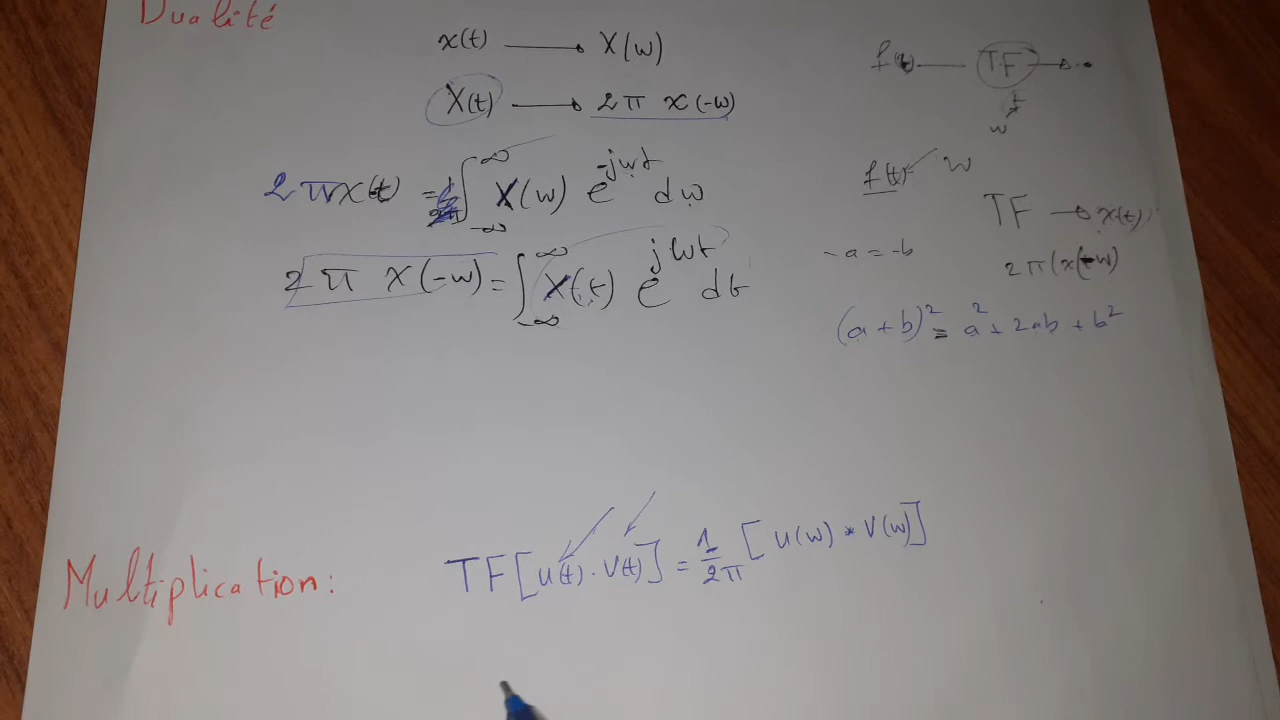 Dualité
x(t) → X(w)
X(t) → 2π x(-w)
2πx(t) = ∫_{-∞}^{∞} X(w) e^{-jwt} dw
2π x(-w) = ∫_{-∞}^{∞} X(t) e^{jwt} dt
TF → ..
w
f(t) w
TF → x(t)
-a = -b
2π(x(-w)
(a+b)² = a² + 2ab + b²
Multiplication:
TF[u(t) . V(t)] = 1/2π [u(w) * V(w)]